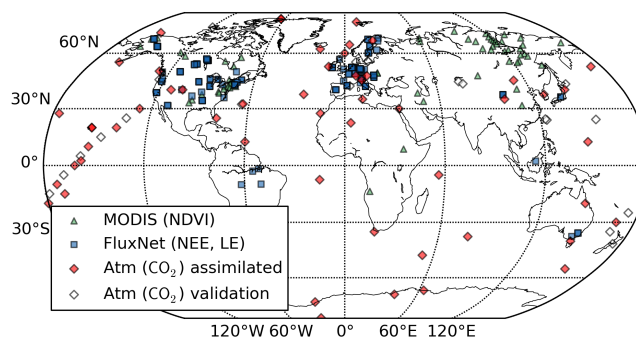 60°N
30°N
0°
30°S
MODIS (NDVI)
FluxNet (NEE, LE)
Atm (CO₂) assimilated
Atm (CO₂) validation
120°W 60°W 0° 60°E 120°E